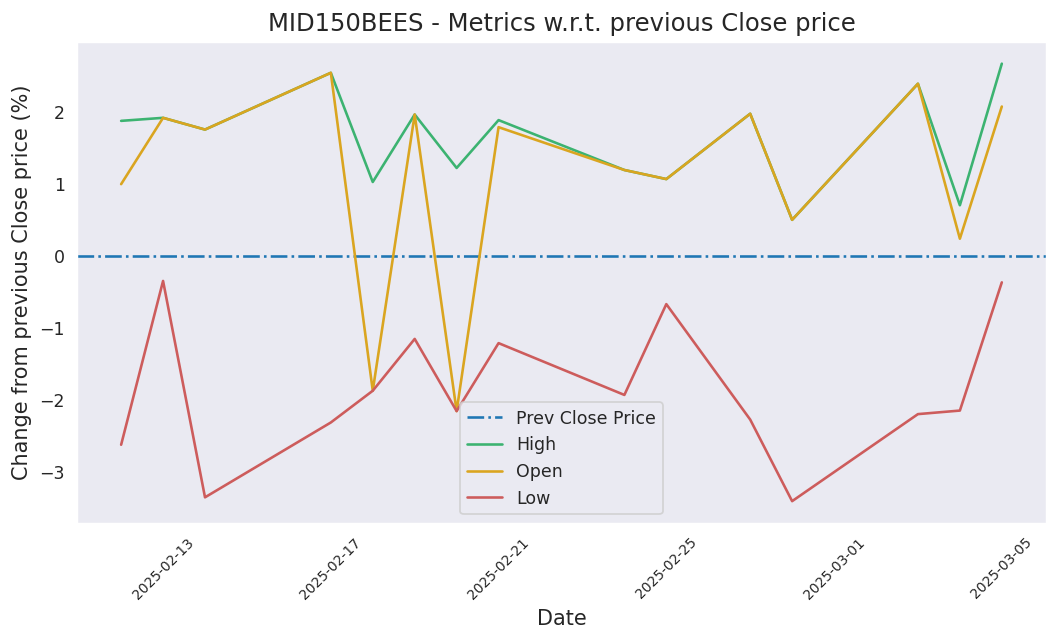 MID150BEES - Metrics w.r.t. previous Close price
Change from previous Close price (%)
2
1
0
−1
−2
−3
Prev Close Price
High
Open
Low
2025-02-13
2025-02-17
2025-02-21
2025-02-25
2025-03-01
2025-03-05
Date